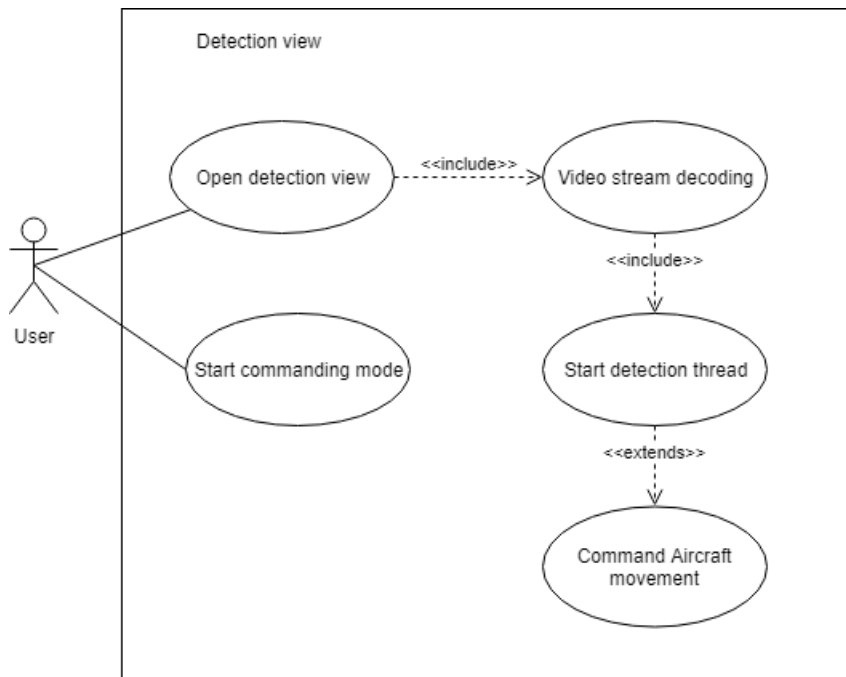 Detection view
Open detection view
<<include>>
Video stream decoding
<<include>>
User
Start commanding mode
Start detection thread
<<extends>>
Command Aircraft
movement